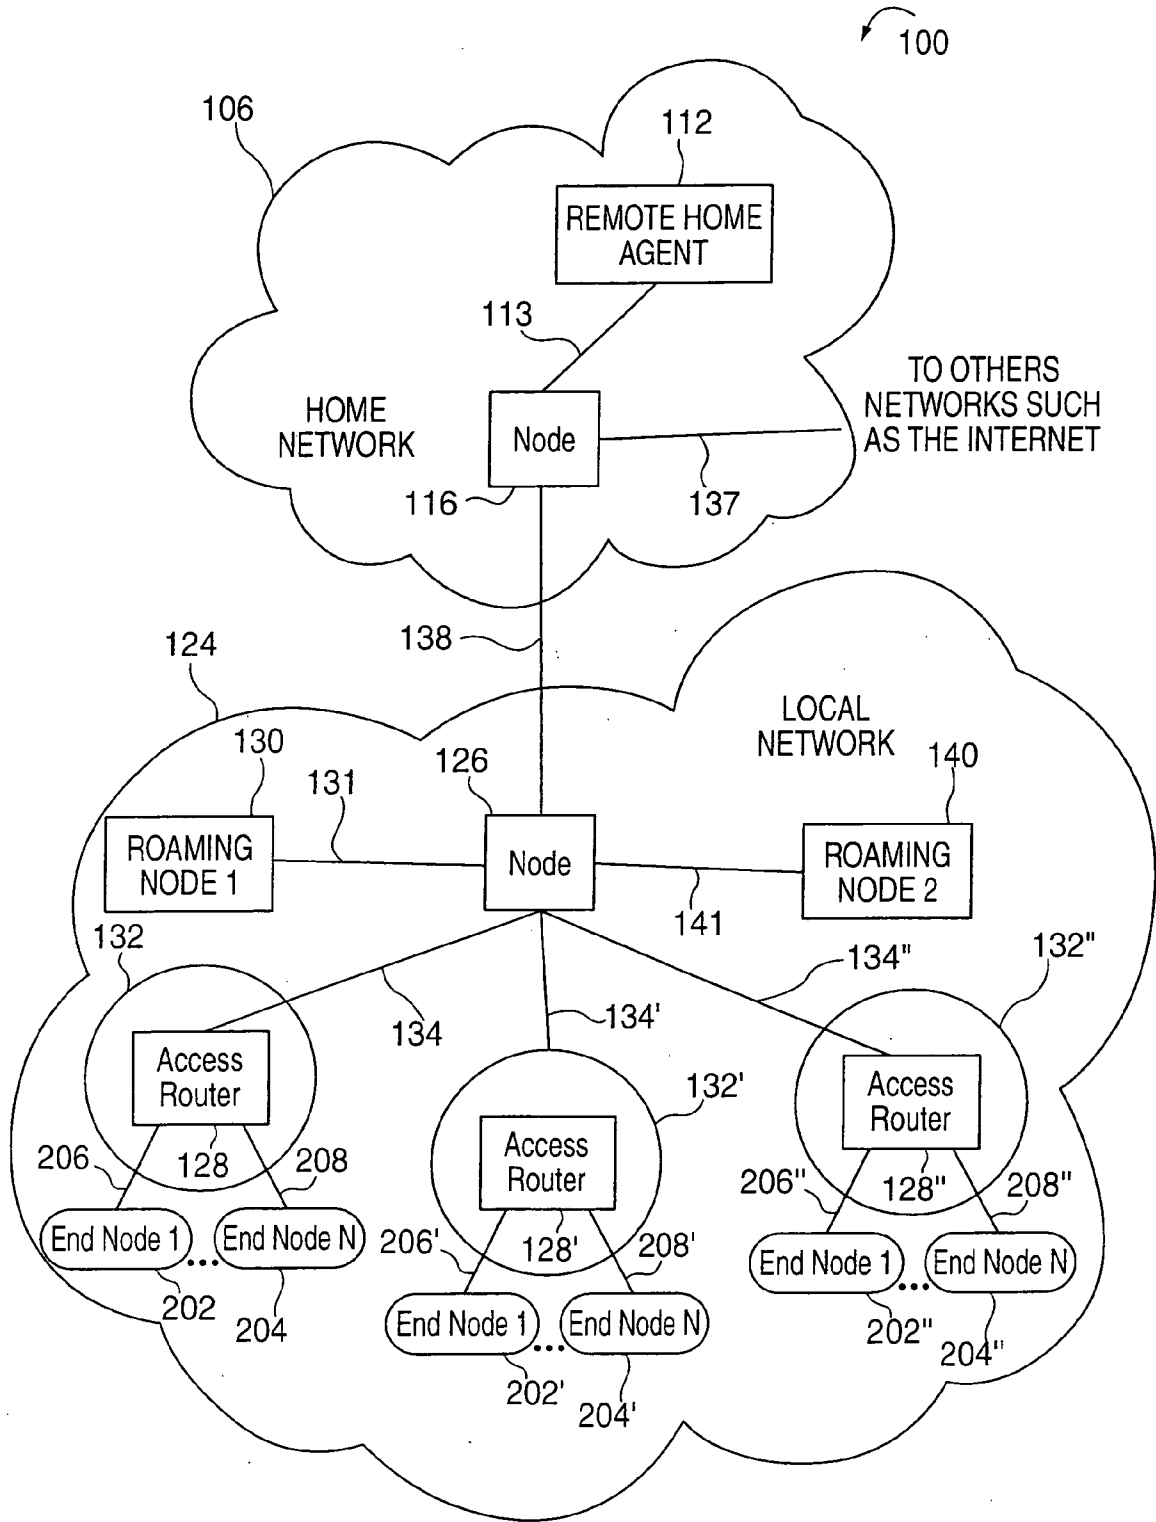 100
106
112
REMOTE HOME
AGENT
113
TO OTHERS
NETWORKS SUCH
AS THE INTERNET
HOME
NETWORK
Node
116
137
138
124
LOCAL
NETWORK
130
131
126
140
ROAMING
NODE 1
Node
ROAMING
NODE 2
141
132
134
134'
134"
132"
Access
Router
128
206
208
End Node 1
...
End Node N
202
204
132'
Access
Router
128'
206'
208'
End Node 1
...
End Node N
202'
204'
Access
Router
128"
206"
208"
End Node 1
...
End Node N
202"
204"